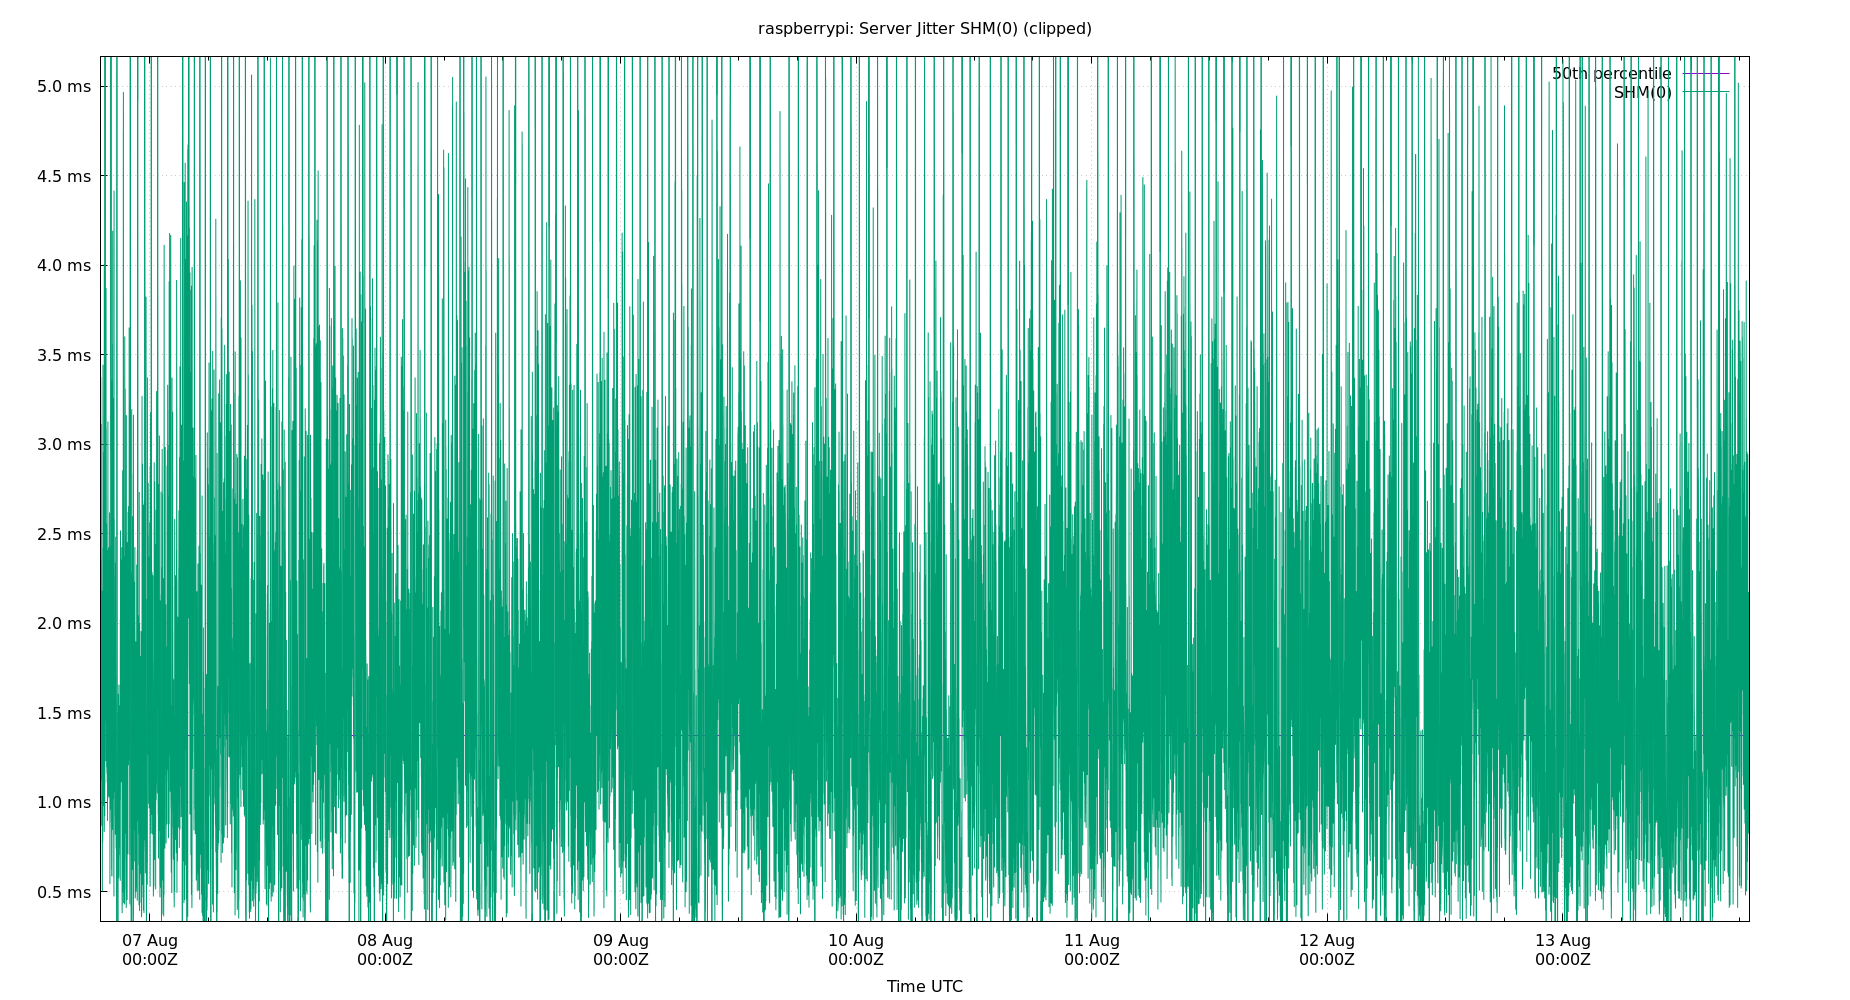 raspberrypi: Server Jitter SHM(0) (clipped)
50th percentile
SHM(0)
5.0 ms
4.5 ms
4.0 ms
3.5 ms
3.0 ms
2.5 ms
2.0 ms
1.5 ms
1.0 ms
0.5 ms
07 Aug 08 Aug 09 Aug 10 Aug 11 Aug 12 Aug 13 Aug
00:00Z 00:00Z 00:00Z 00:00Z 00:00Z 00:00Z 00:00Z
Time UTC